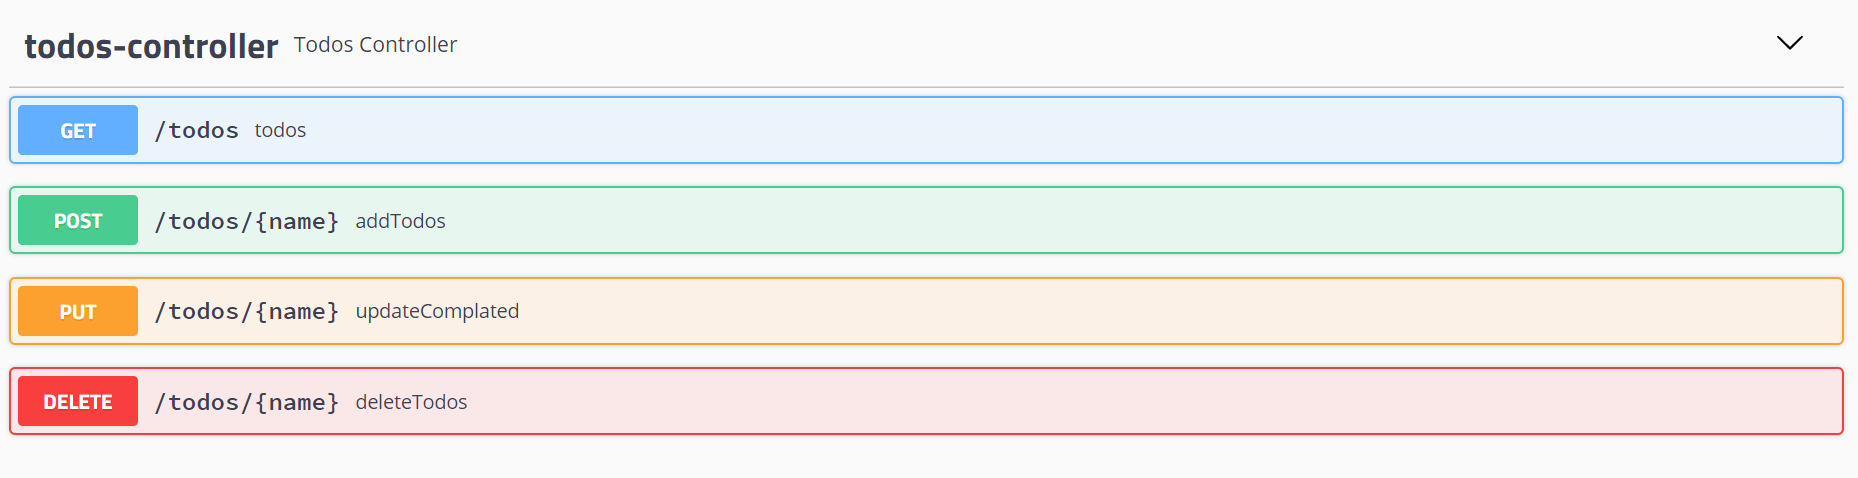 todos-controller Todos Controller
GET /todos todos
POST /todos/{name} addTodos
PUT /todos/{name} updateComplated
DELETE /todos/{name} deleteTodos